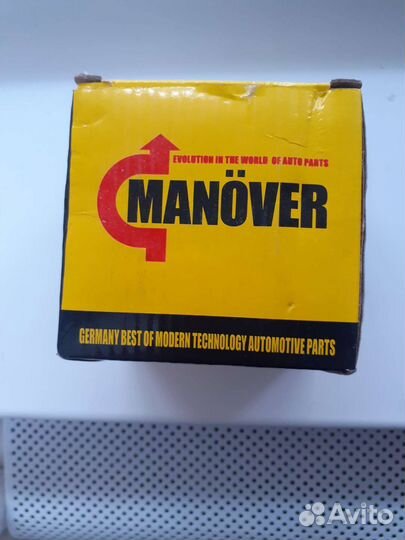 EVOLUTION IN THE WORLD OF AUTO PARTS
MANÖVER
GERMANY BEST OF MODERN TECHNOLOGY AUTOMOTIVE PARTS
Avito